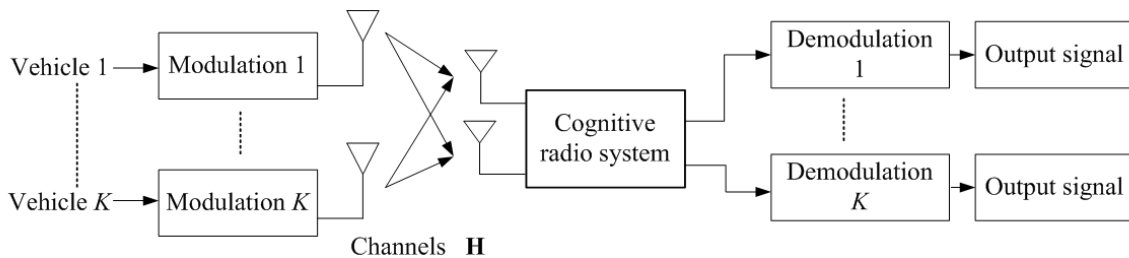 Vehicle 1
Modulation 1
Demodulation
1
Output signal
Cognitive
radio system
Vehicle K
Modulation K
Demodulation
K
Output signal
Channels H